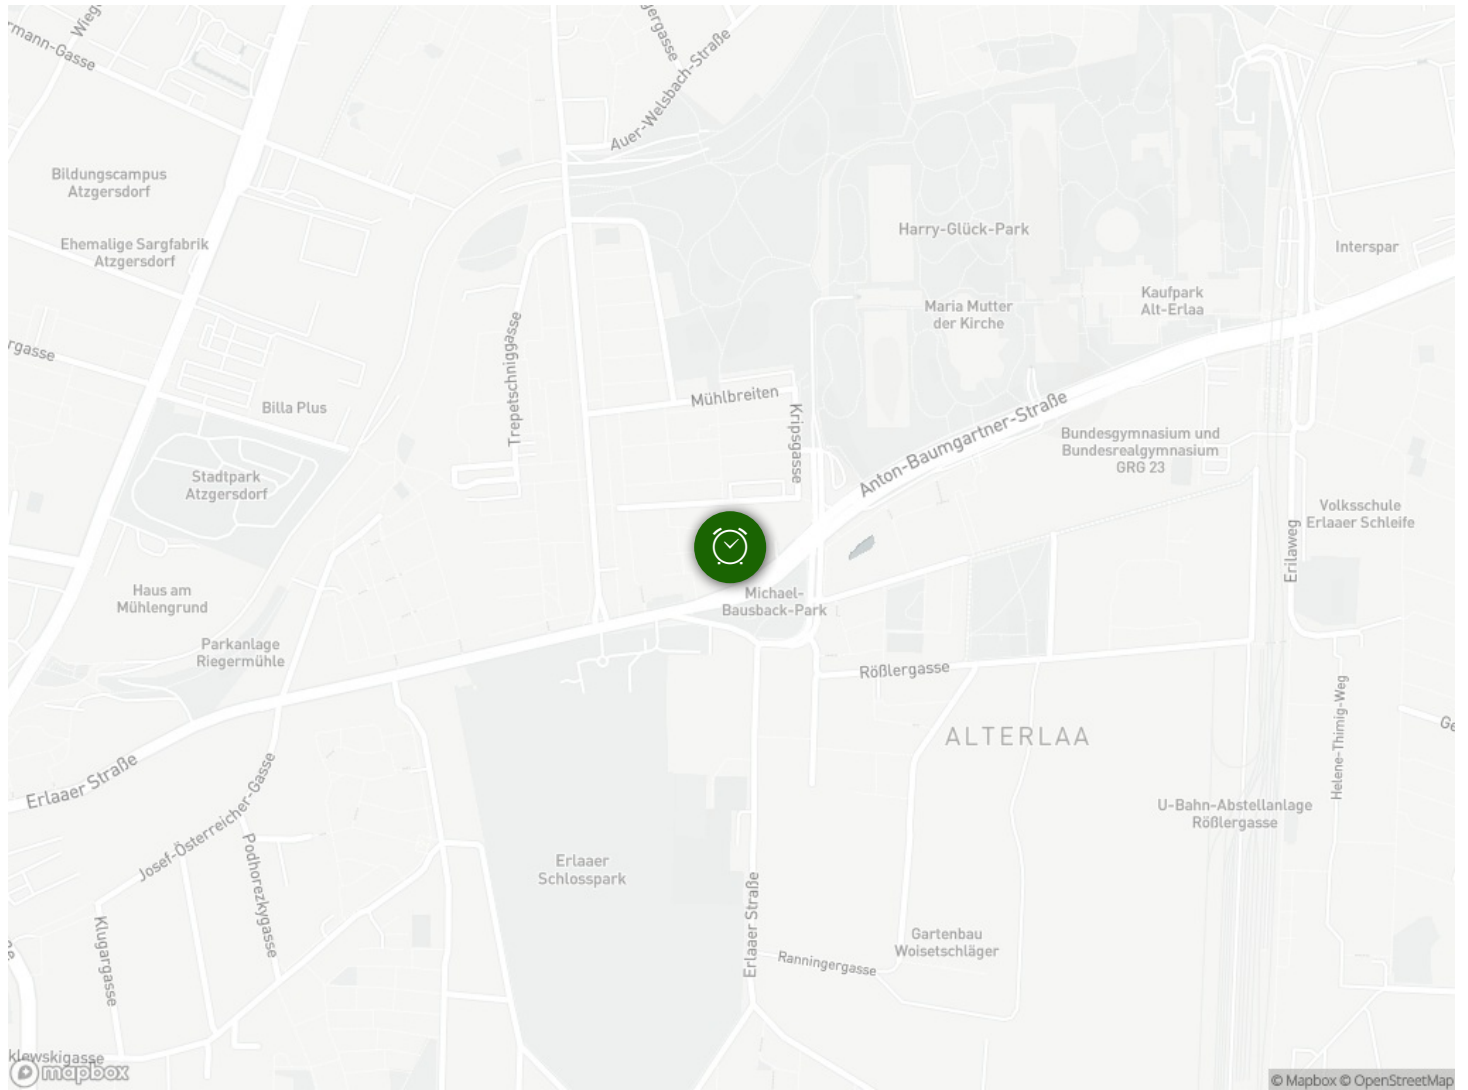 Wieg
rmann-Gasse
gergasse
Auer-Welsbach-Straße
Bildungscampus
Atzgersdorf
Ehemalige Sargfabrik
Atzgersdorf
Harry-Glück-Park
Interspar
Kaufpark
Alt-Erlaa
Maria Mutter
der Kirche
rgasse
Trepetschniggasse
Mühlbreiten
Kripsgasse
Billa Plus
Anton-Baumgartner-Straße
Bundesgymnasium und
Bundesrealgymnasium
GRG 23
Stadtpark
Atzgersdorf
Volksschule
Erlaaer Schleife
Erilaweg
Haus am
Mühlengrund
Michael-
Bausback-Park
Parkanlage
Riegermühle
Rößlergasse
Helene-Thimig-Weg
Ge
ALTERLAA
Erlaaer Straße
Josef-Österreicher-Gasse
U-Bahn-Abstellanlage
Rößlergasse
Podhorezkygasse
Erlaaer
Schlosspark
Erlaaer Straße
Klugargasse
Gartenbau
Woisetschläger
Ranningergasse
klewskigasse
mapbox
© Mapbox © OpenStreetMap